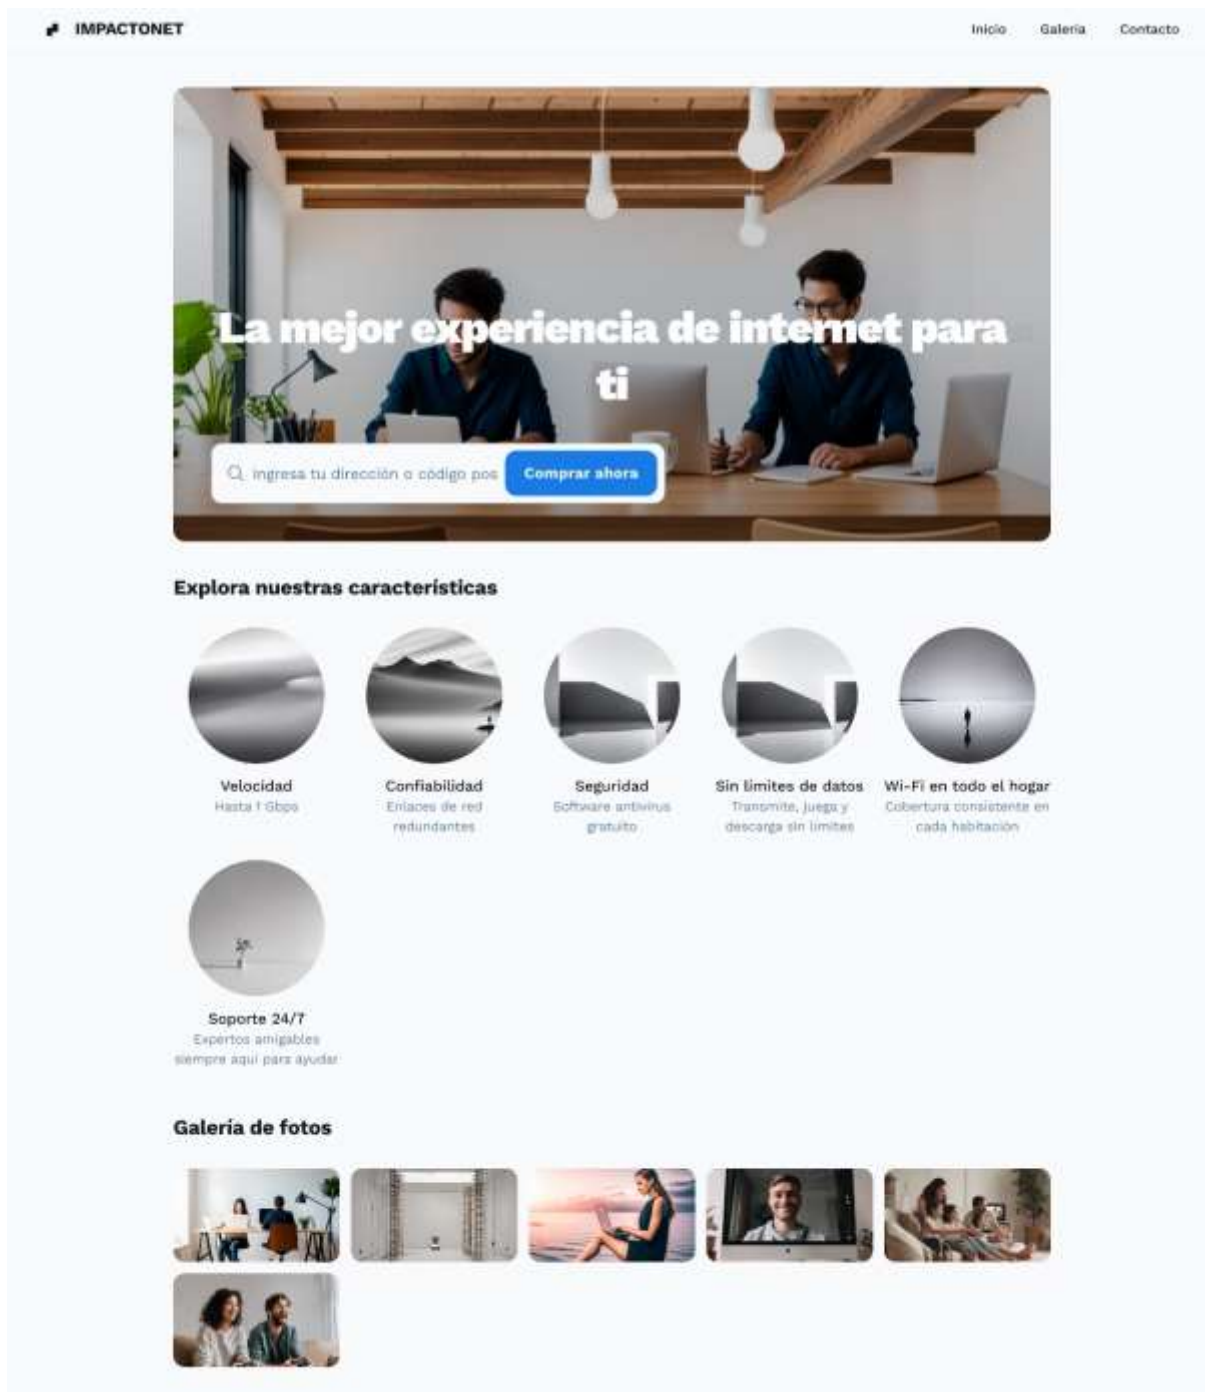 IMPACTONET
Inicio Galería Contacto
La mejor experiencia de internet para
ti
Ingresa tu dirección o código pos
Comprar ahora
Explora nuestras características
Velocidad
Hasta 1 Gbps
Confiabilidad
Enlaces de red
redundantes
Seguridad
Software antivirus
gratuito
Sin límites de datos
Transmite, juega y
descarga sin límites
Wi-Fi en todo el hogar
Cobertura consistente en
cada habitación
Soporte 24/7
Expertos amigables
siempre aquí para ayudar
Galería de fotos